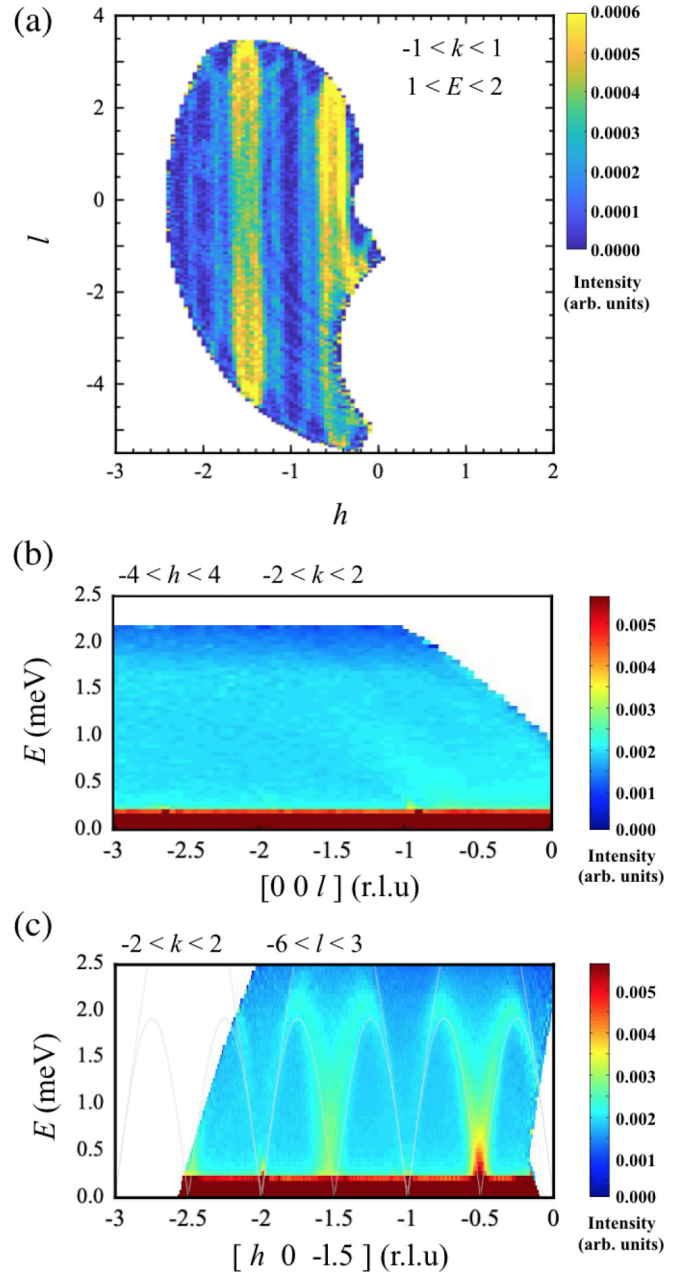 (a)
-1 < k < 1
1 < E < 2
4
2
0
-2
-4
l
-3
-2
-1
0
1
2
h
0.0006
0.0005
0.0004
0.0003
0.0002
0.0001
0.0000
Intensity
(arb. units)
(b)
-4 < h < 4
-2 < k < 2
2.5
2.0
1.5
1.0
0.5
0.0
E (meV)
-3
-2.5
-2
-1.5
-1
-0.5
0
[0 0 l ] (r.l.u)
0.005
0.004
0.003
0.002
0.001
0.000
Intensity
(arb. units)
(c)
-2 < k < 2
-6 < l < 3
2.5
2.0
1.5
1.0
0.5
0.0
E (meV)
-3
-2.5
-2
-1.5
-1
-0.5
0
[ h 0 -1.5 ] (r.l.u)
0.005
0.004
0.003
0.002
0.001
0.000
Intensity
(arb. units)